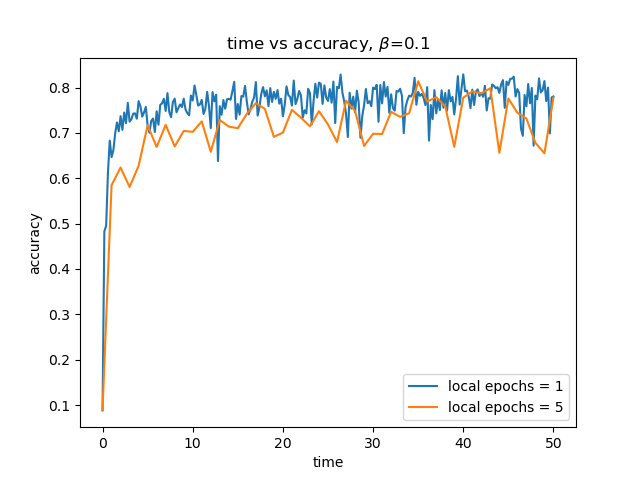 time vs accuracy, β=0.1
accuracy
0.8
0.7
0.6
0.5
0.4
0.3
0.2
0.1
local epochs = 1
local epochs = 5
0 10 20 30 40 50
time